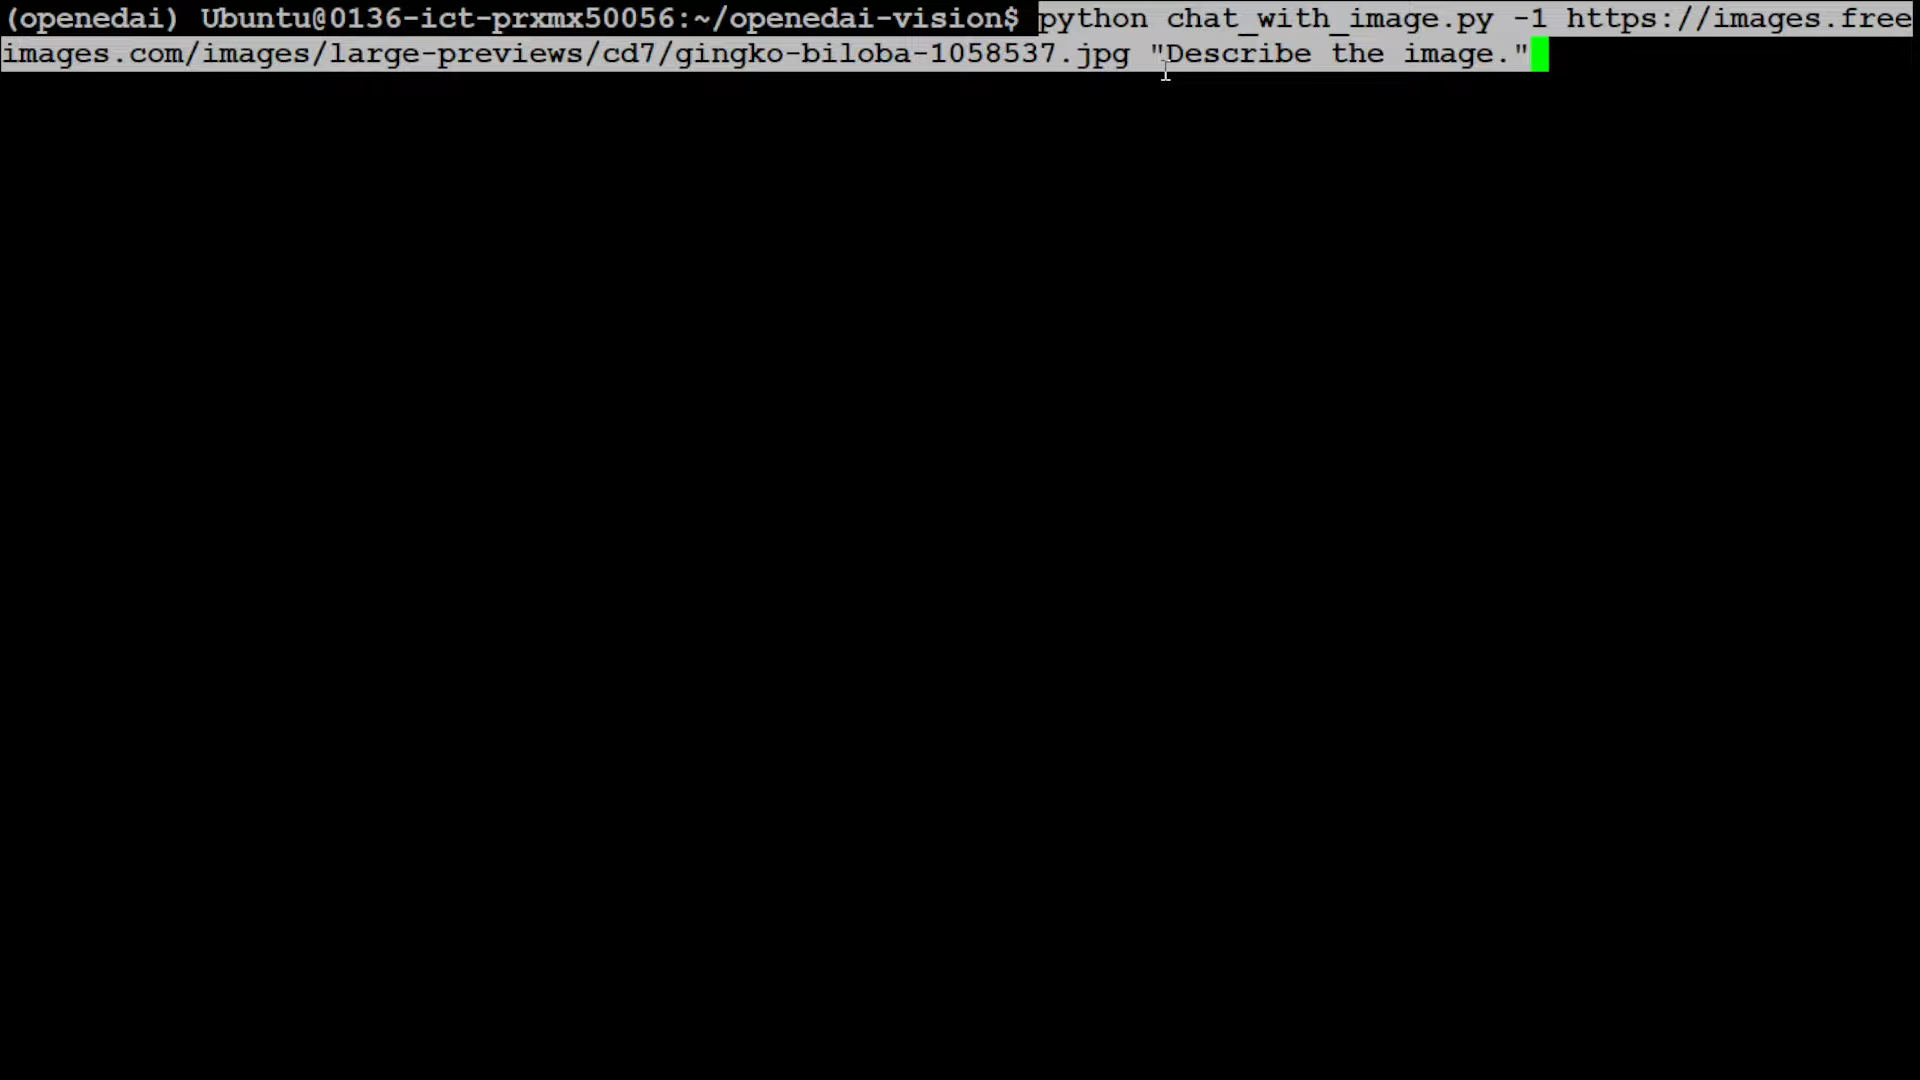 (openedai) Ubuntu@0136-ict-prxmx50056:~/openedai-vision$ python chat_with_image.py -1 https://images.free
images.com/images/large-previews/cd7/gingko-biloba-1058537.jpg "Describe the image."